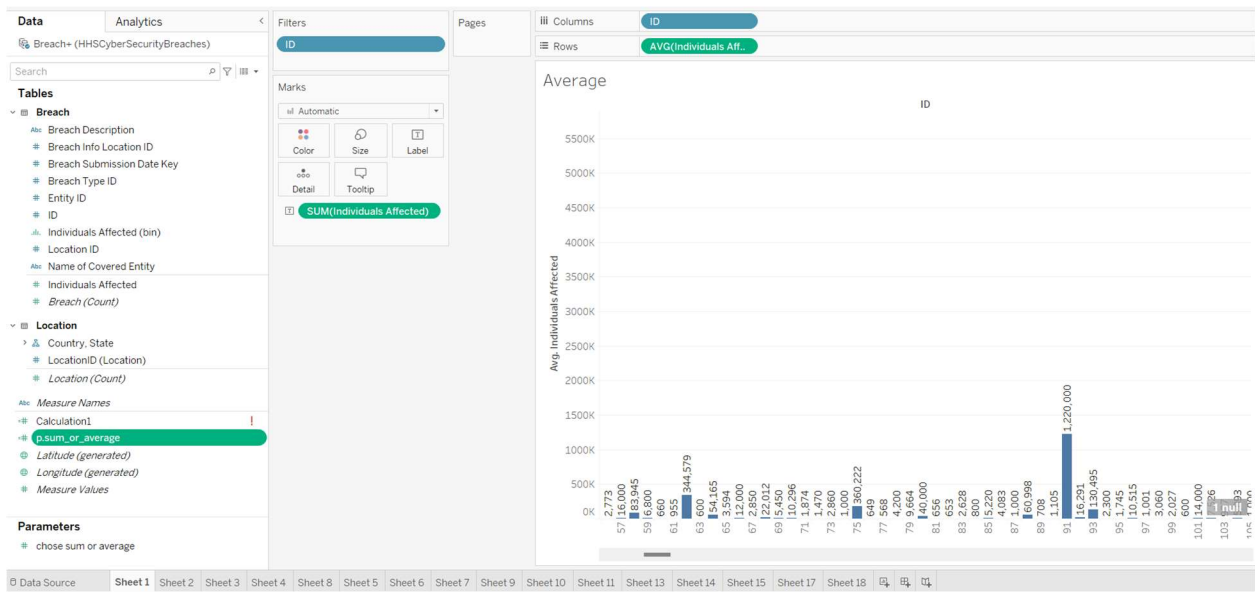 Data
Analytics
Breach+ (HHSCyberSecurityBreaches)
Search
Tables
Breach
Abc Breach Description
# Breach Info Location ID
# Breach Submission Date Key
# Breach Type ID
# Entity ID
# ID
Individuals Affected (bin)
# Location ID
Abc Name of Covered Entity
# Individuals Affected
# Breach (Count)
Location
Country, State
# LocationID (Location)
# Location (Count)
Abc Measure Names
=# Calculation1 !
=# p.sum_or_average
Latitude (generated)
Longitude (generated)
# Measure Values
Parameters
# chose sum or average
Filters
ID
Marks
Automatic
Color Size Label
Detail Tooltip
T SUM(Individuals Affected)
Pages
iii Columns
ID
Rows
AVG(Individuals Aff..
Average
ID
Avg. Individuals Affected
5500K
5000K
4500K
4000K
3500K
3000K
2500K
2000K
1500K
1000K
500K
0K
2,773
16,000
83,945
6,800
660
955
344,579
600
54,165
3,594
12,000
2,850
22,012
5,450
10,296
1,874
1,470
2,860
1,000
360,222
649
568
4,200
9,664
40,000
656
653
2,628
800
5,220
4,083
1,000
60,998
708
1,105
1,220,000
16,291
130,495
2,300
1,745
10,515
1,001
3,060
2,027
600
14,000
1 null
57 59 61 63 65 67 69 71 73 75 77 79 81 83 85 87 89 91 93 95 97 99 101 103 105
Data Source
Sheet 1 Sheet 2 Sheet 3 Sheet 4 Sheet 8 Sheet 5 Sheet 6 Sheet 7 Sheet 9 Sheet 10 Sheet 11 Sheet 13 Sheet 14 Sheet 15 Sheet 17 Sheet 18